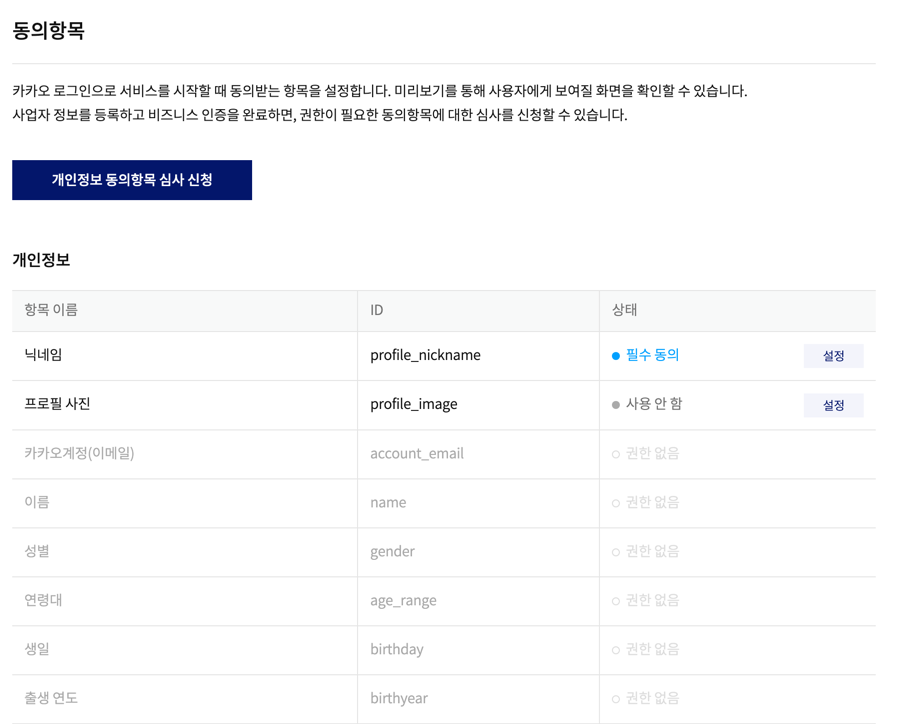 동의항목
카카오 로그인으로 서비스를 시작할 때 동의받는 항목을 설정합니다. 미리보기를 통해 사용자에게 보여질 화면을 확인할 수 있습니다.
사업자 정보를 등록하고 비즈니스 인증을 완료하면, 권한이 필요한 동의항목에 대한 심사를 신청할 수 있습니다.
개인정보 동의항목 심사 신청
개인정보
항목 이름 ID 상태
닉네임 profile_nickname 필수 동의 설정
프로필 사진 profile_image 사용 안 함 설정
카카오계정(이메일) account_email 권한 없음
이름 name 권한 없음
성별 gender 권한 없음
연령대 age_range 권한 없음
생일 birthday 권한 없음
출생 연도 birthyear 권한 없음